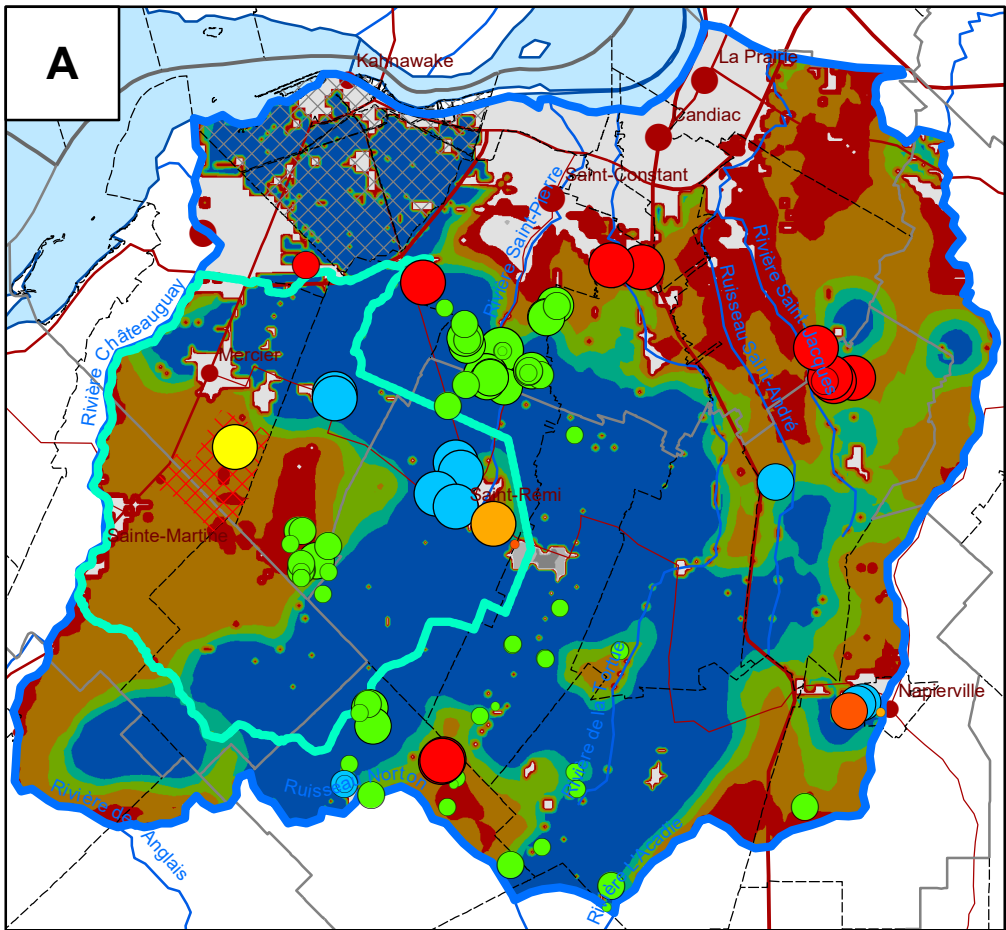 A
Kahnawake
La Prairie
Candiac
Saint-Constant
Rivière Saint-Pierre
Rivière Châteauguay
Rivière Saint-Jacques
Ruisseau Saint-André
Mercier
Saint-Rémi
Sainte-Martine
Rivière de la Tortue
Napierville
Ruisseau Norton
Rivière des Anglais
Rivière L'Acadie